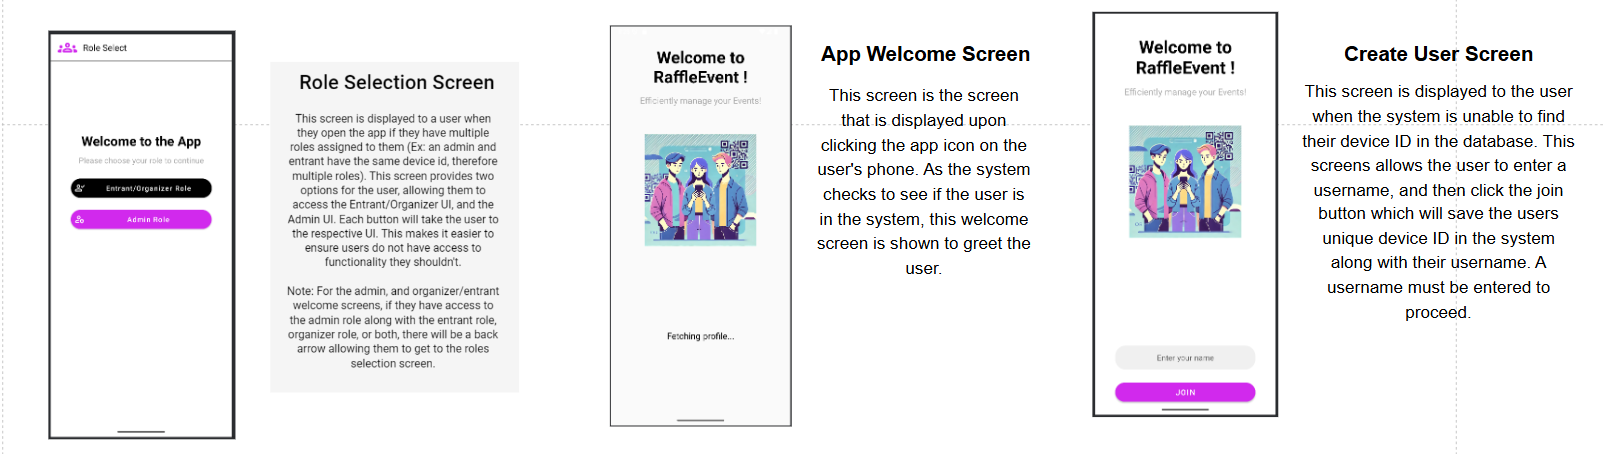 Role Select
Welcome to the App
Please choose your role to continue
Entrant/Organizer Role
Admin Role
Role Selection Screen
This screen is displayed to a user when
they open the app if they have multiple
roles assigned to them (Ex: an admin and
entrant have the same device id, therefore
multiple roles). This screen provides two
options for the user, allowing them to
access the Entrant/Organizer UI, and the
Admin UI. Each button will take the user to
the respective UI. This makes it easier to
ensure users do not have access to
functionality they shouldn't.
Note: For the admin, and organizer/entrant
welcome screens, if they have access to
the admin role along with the entrant role,
organizer role, or both, there will be a back
arrow allowing them to get to the roles
selection screen.
Welcome to
RaffleEvent !
Efficiently manage your Events!
Fetching profile...
App Welcome Screen
This screen is the screen
that is displayed upon
clicking the app icon on the
user's phone. As the system
checks to see if the user is
in the system, this welcome
screen is shown to greet the
user.
Welcome to
RaffleEvent !
Efficiently manage your Events!
Enter your name
JOIN
Create User Screen
This screen is displayed to the user
when the system is unable to find
their device ID in the database. This
screens allows the user to enter a
username, and then click the join
button which will save the users
unique device ID in the system
along with their username. A
username must be entered to
proceed.